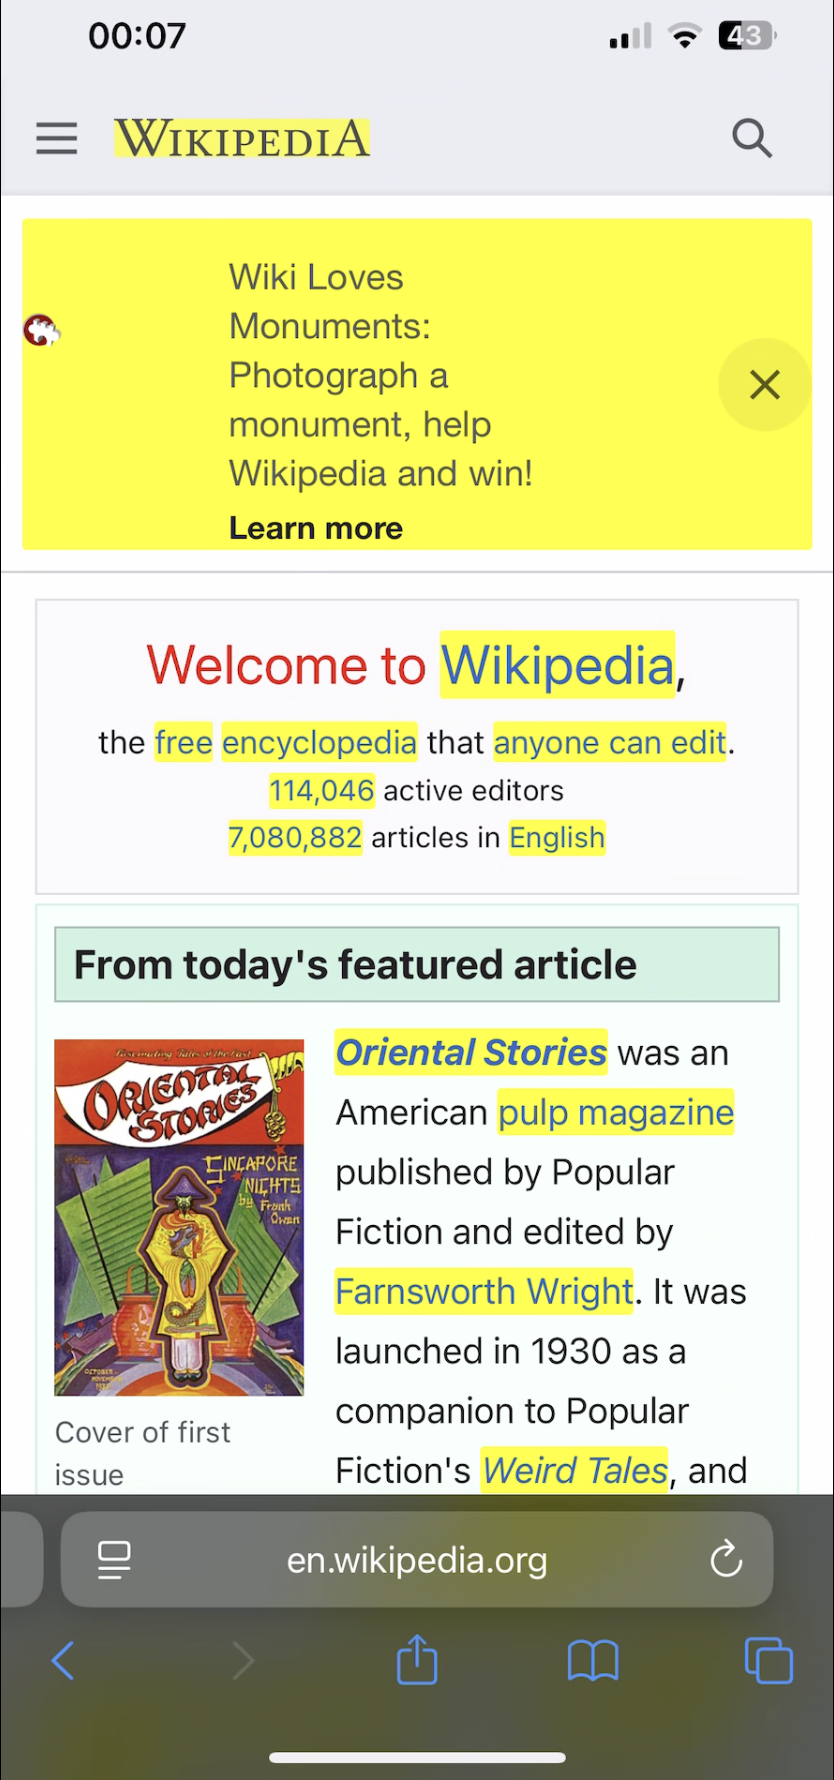 00:07
43
WIKIPEDIA
Wiki Loves
Monuments:
Photograph a
monument, help
Wikipedia and win!
Learn more
Welcome to Wikipedia,
the free encyclopedia that anyone can edit.
114,046 active editors
7,080,882 articles in English
From today's featured article
Fascinating Tales of the East
ORIENTAL
STORIES
SINGAPORE
NIGHTS
by Frank
Owen
Cover of first
issue
Oriental Stories was an
American pulp magazine
published by Popular
Fiction and edited by
Farnsworth Wright. It was
launched in 1930 as a
companion to Popular
Fiction's Weird Tales, and
en.wikipedia.org